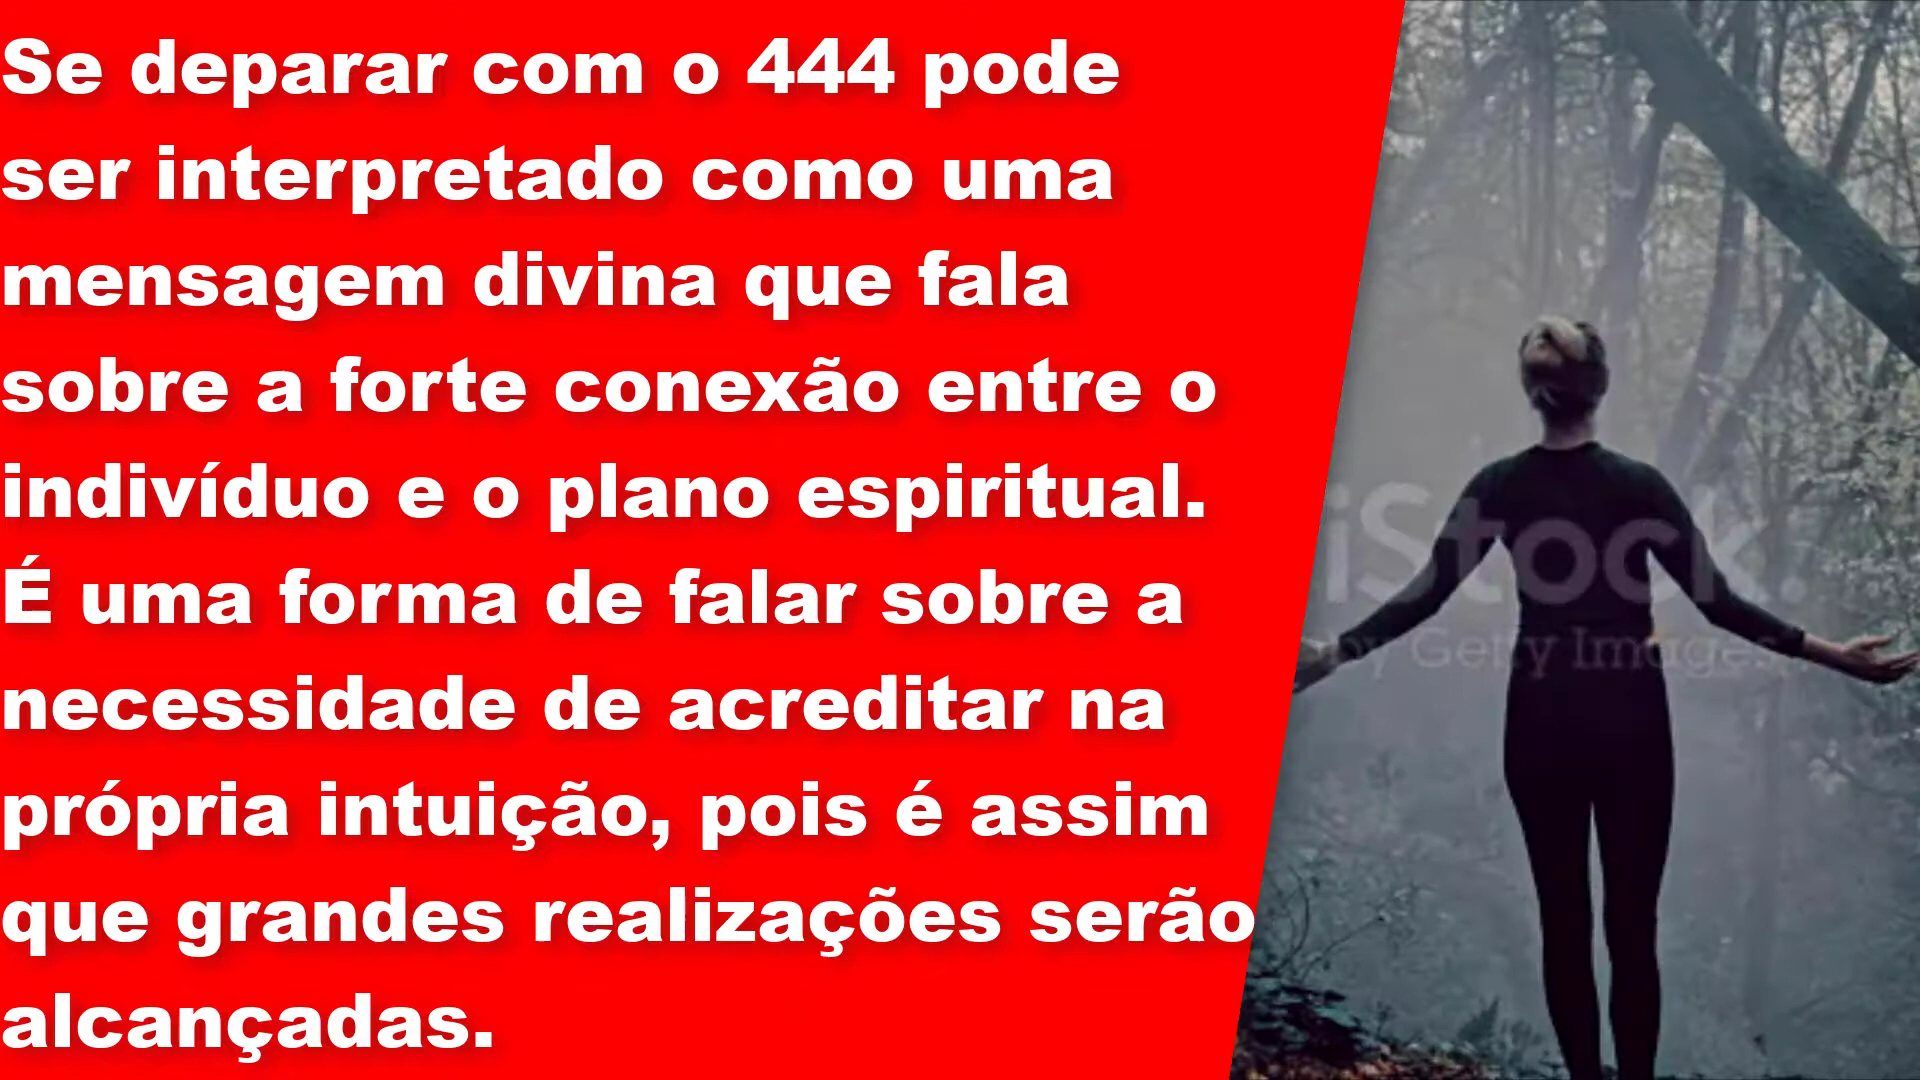 Se deparar com o 444 pode
ser interpretado como uma
mensagem divina que fala
sobre a forte conexão entre o
indivíduo e o plano espiritual.
É uma forma de falar sobre a
necessidade de acreditar na
própria intuição, pois é assim
que grandes realizações serão
alcançadas.
iStock.
by Getty Images